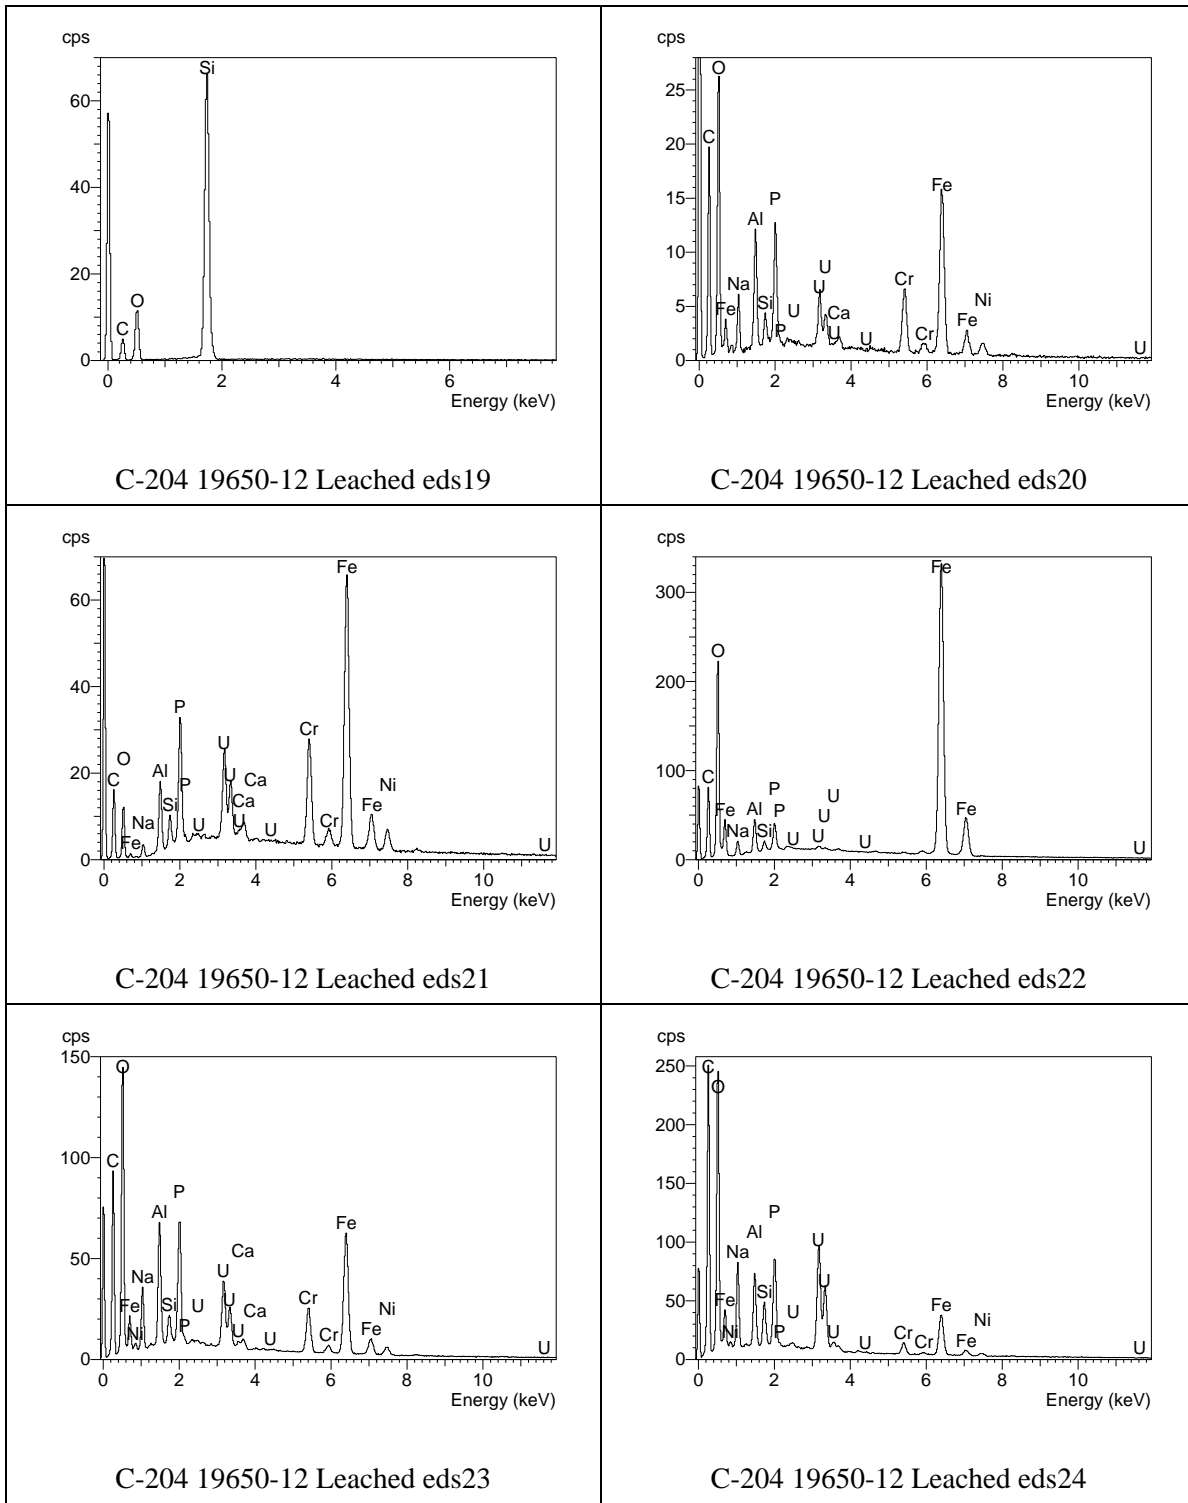 cps
Si
60
40
20
0
O
C
0 2 4 6
Energy (keV)
C-204 19650-12 Leached eds19
cps
25
20
15
10
5
0
O
C
P
Al
Fe
Na
Si
Fe
P
U
U
U
Ca
U
U
Cr
Cr
Fe
Ni
U
0 2 4 6 8 10
Energy (keV)
C-204 19650-12 Leached eds20
cps
60
40
20
0
Fe
P
Cr
O
C
Al
Si
P
Na
Fe
U
U
U
Ca
Ca
U
U
Cr
Fe
Ni
U
0 2 4 6 8 10
Energy (keV)
C-204 19650-12 Leached eds21
cps
300
200
100
0
Fe
O
C
Fe
Na
Al
Si
P
P
U
U
U
U
U
Fe
U
0 2 4 6 8 10
Energy (keV)
C-204 19650-12 Leached eds22
cps
150
100
50
0
O
C
Al
P
Na
Fe
Ni
Si
P
U
U
U
U
Ca
Ca
U
Cr
Cr
Fe
Fe
Ni
U
0 2 4 6 8 10
Energy (keV)
C-204 19650-12 Leached eds23
cps
250
200
150
100
50
0
C
O
Na
Al
P
Fe
Ni
Si
P
U
U
U
U
U
Cr
Cr
Fe
Fe
Ni
U
0 2 4 6 8 10
Energy (keV)
C-204 19650-12 Leached eds24